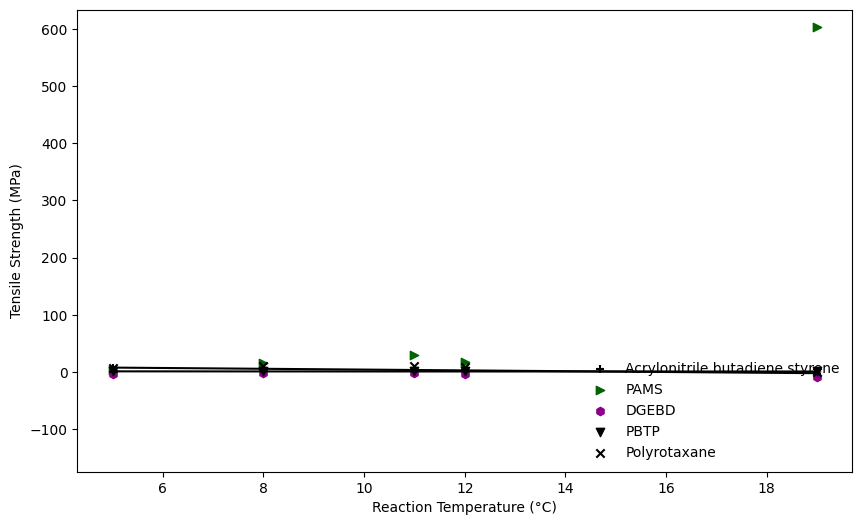 600
500
400
300
200
100
0
−100
Tensile Strength (MPa)
Acrylonitrile butadiene styrene
PAMS
DGEBD
PBTP
Polyrotaxane
6
8
10
12
14
16
18
Reaction Temperature (°C)